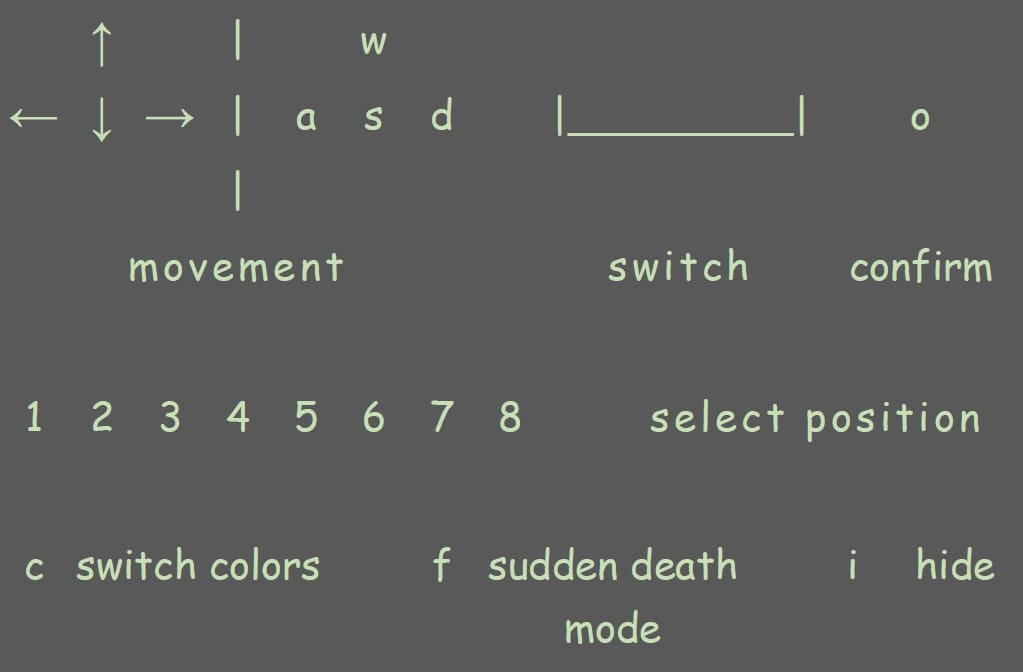 ↑ | w
← ↓ → | a s d |__________| o
|
movement switch confirm
1 2 3 4 5 6 7 8 select position
c switch colors f sudden death i hide
mode